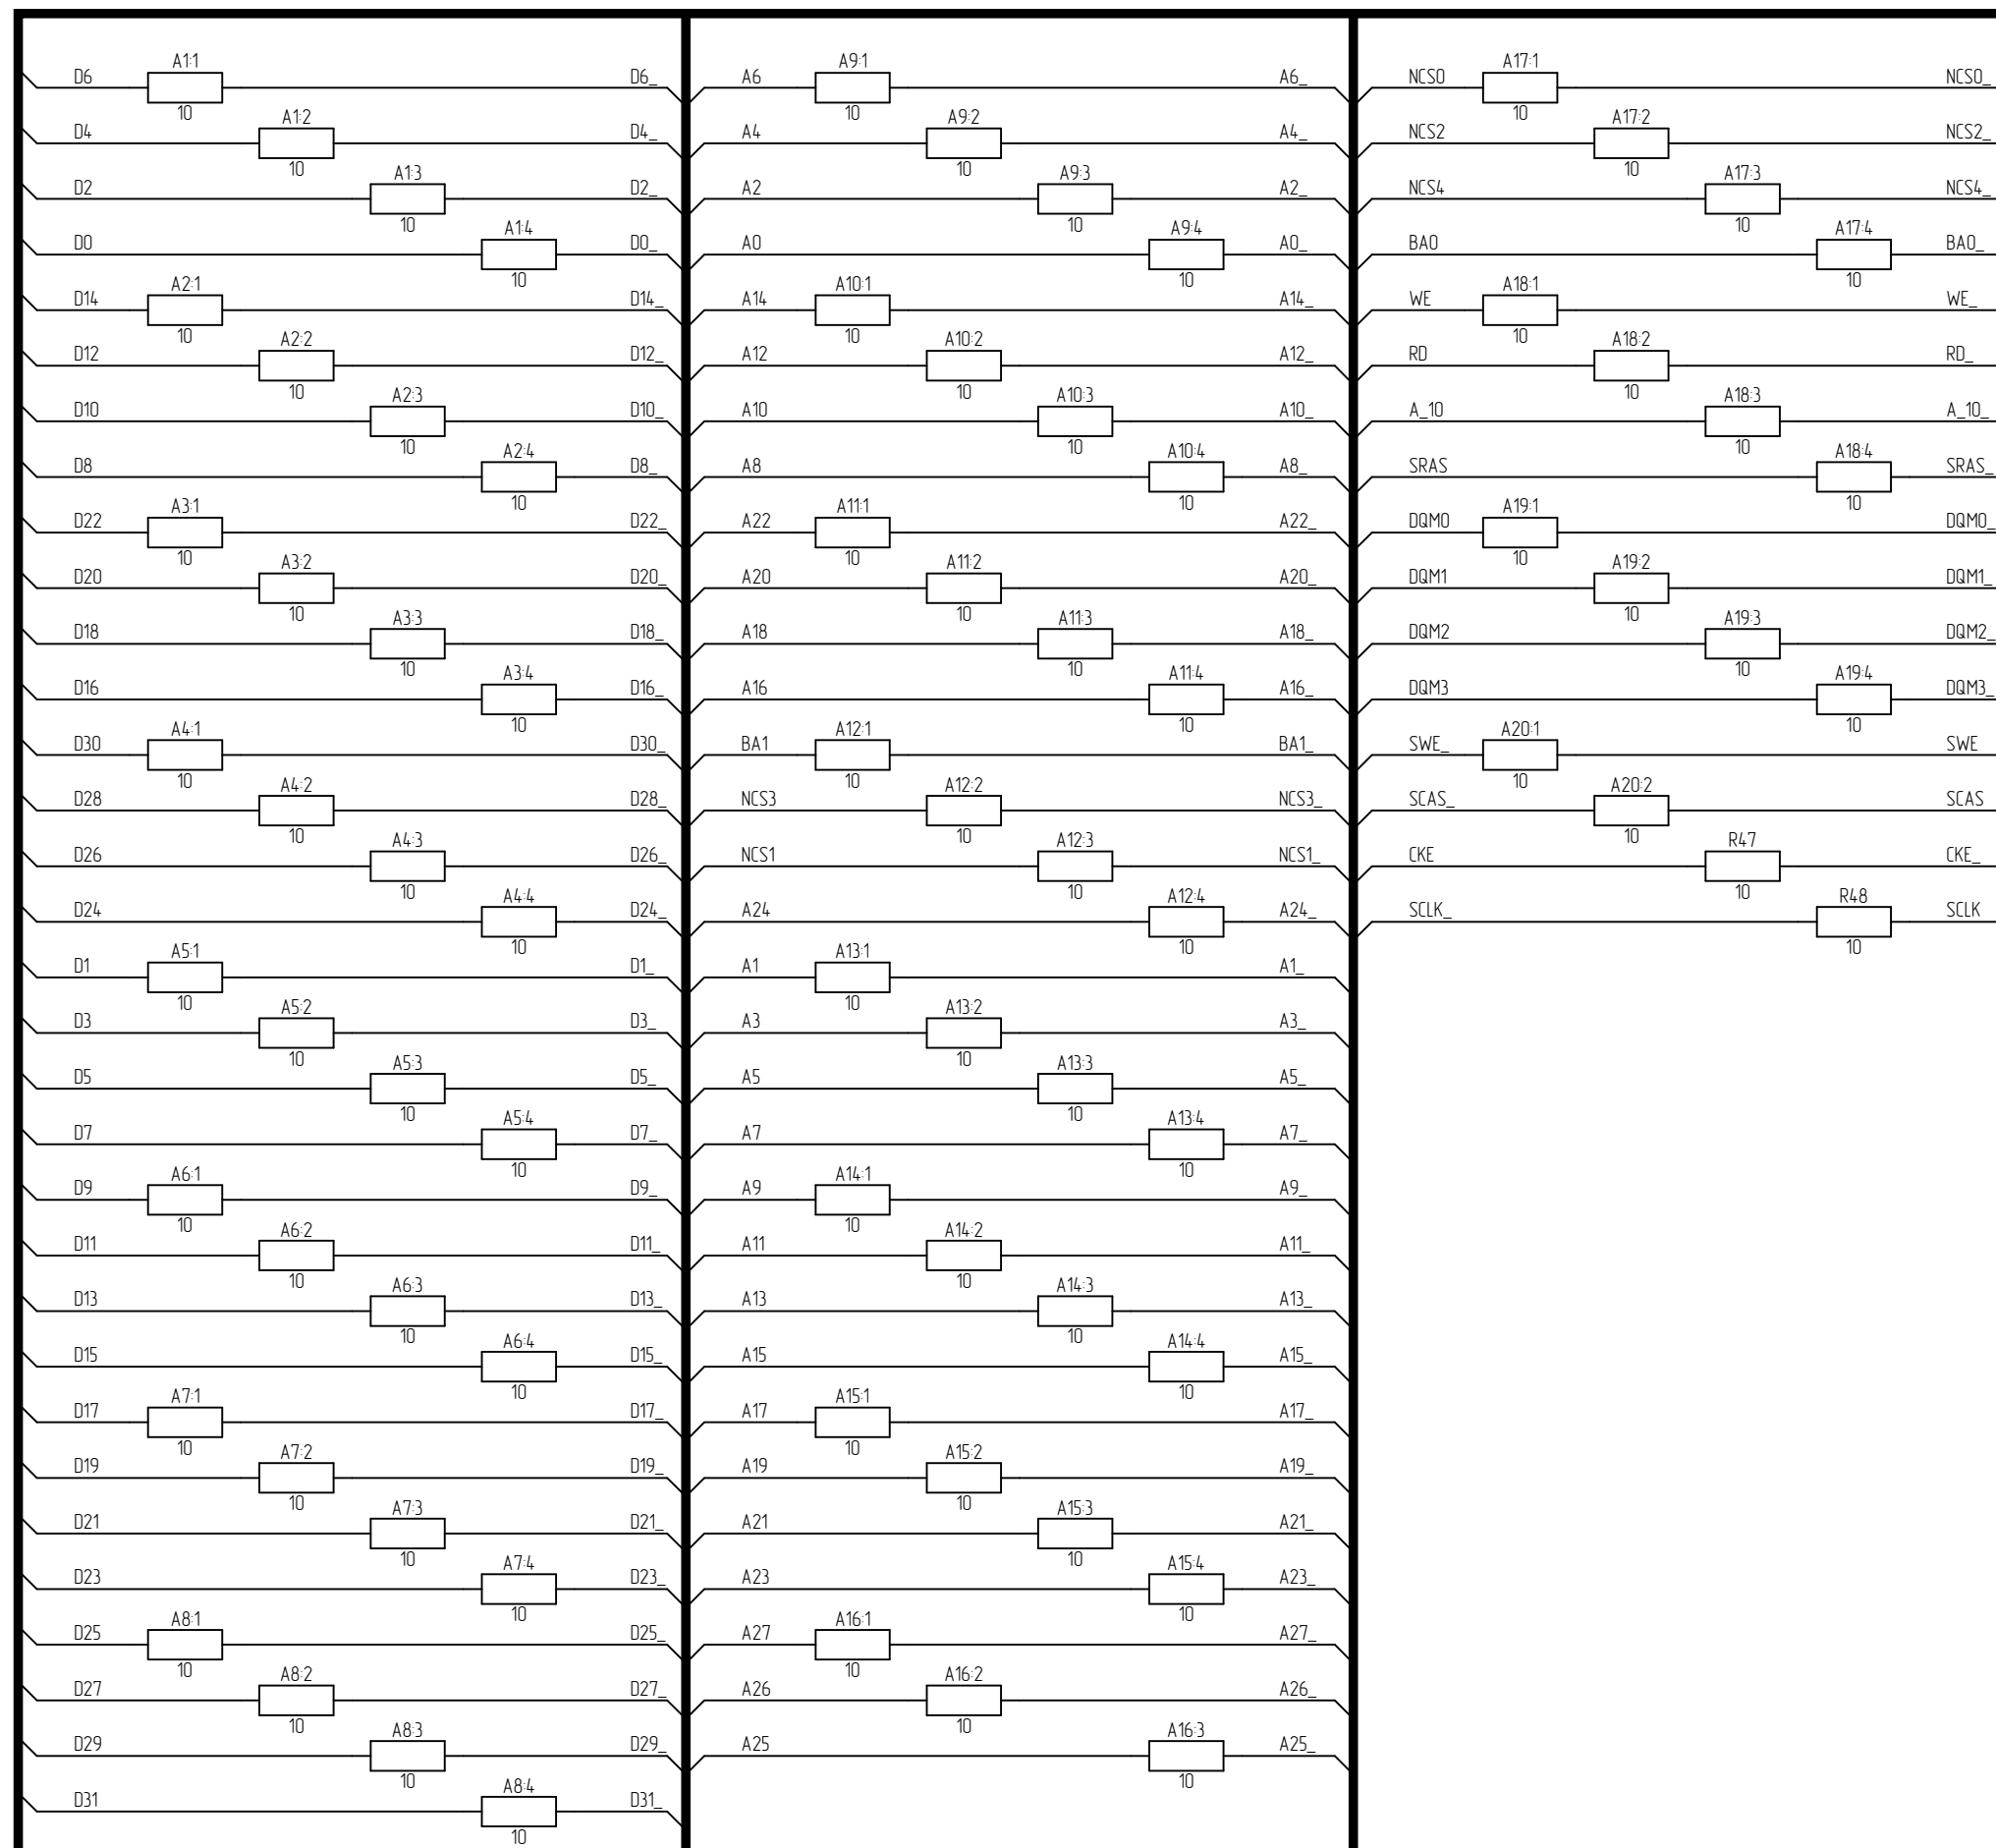 D6 A1:1 10 D6_
D4 A1:2 10 D4_
D2 A1:3 10 D2_
D0 A1:4 10 D0_
D14 A2:1 10 D14_
D12 A2:2 10 D12_
D10 A2:3 10 D10_
D8 A2:4 10 D8_
D22 A3:1 10 D22_
D20 A3:2 10 D20_
D18 A3:3 10 D18_
D16 A3:4 10 D16_
D30 A4:1 10 D30_
D28 A4:2 10 D28_
D26 A4:3 10 D26_
D24 A4:4 10 D24_
D1 A5:1 10 D1_
D3 A5:2 10 D3_
D5 A5:3 10 D5_
D7 A5:4 10 D7_
D9 A6:1 10 D9_
D11 A6:2 10 D11_
D13 A6:3 10 D13_
D15 A6:4 10 D15_
D17 A7:1 10 D17_
D19 A7:2 10 D19_
D21 A7:3 10 D21_
D23 A7:4 10 D23_
D25 A8:1 10 D25_
D27 A8:2 10 D27_
D29 A8:3 10 D29_
D31 A8:4 10 D31_
A6 A9:1 10 A6_
A4 A9:2 10 A4_
A2 A9:3 10 A2_
A0 A9:4 10 A0_
A14 A10:1 10 A14_
A12 A10:2 10 A12_
A10 A10:3 10 A10_
A8 A10:4 10 A8_
A22 A11:1 10 A22_
A20 A11:2 10 A20_
A18 A11:3 10 A18_
A16 A11:4 10 A16_
BA1 A12:1 10 BA1_
NCS3 A12:2 10 NCS3_
NCS1 A12:3 10 NCS1_
A24 A12:4 10 A24_
A1 A13:1 10 A1_
A3 A13:2 10 A3_
A5 A13:3 10 A5_
A7 A13:4 10 A7_
A9 A14:1 10 A9_
A11 A14:2 10 A11_
A13 A14:3 10 A13_
A15 A14:4 10 A15_
A17 A15:1 10 A17_
A19 A15:2 10 A19_
A21 A15:3 10 A21_
A23 A15:4 10 A23_
A27 A16:1 10 A27_
A26 A16:2 10 A26_
A25 A16:3 10 A25_
NCS0 A17:1 10 NCS0_
NCS2 A17:2 10 NCS2_
NCS4 A17:3 10 NCS4_
BA0 A17:4 10 BA0_
WE A18:1 10 WE_
RD A18:2 10 RD_
A_10 A18:3 10 A_10_
SRAS A18:4 10 SRAS_
DQM0 A19:1 10 DQM0_
DQM1 A19:2 10 DQM1_
DQM2 A19:3 10 DQM2_
DQM3 A19:4 10 DQM3_
SWE_ A20:1 10 SWE
SCAS_ A20:2 10 SCAS
CKE R47 10 CKE_
SCLK_ R48 10 SCLK